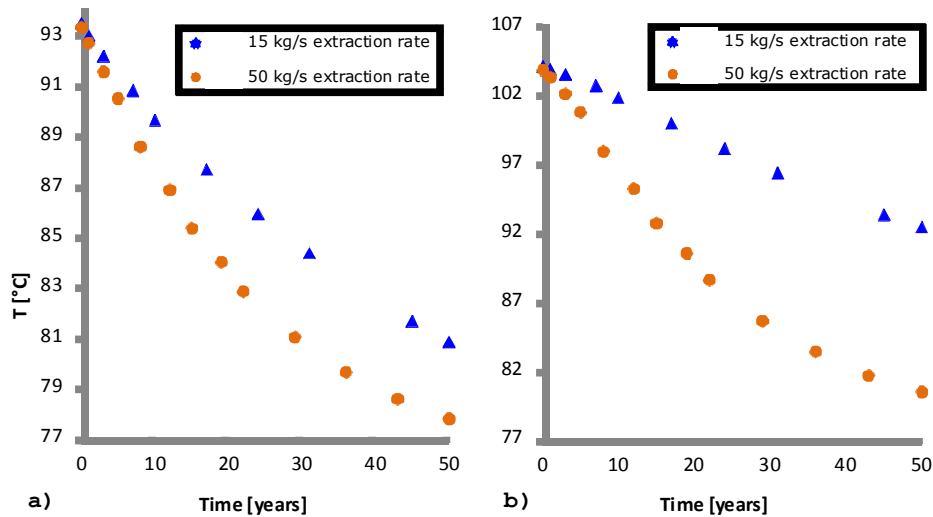 T [°C]
93
91
89
87
85
83
81
79
77
15 kg/s extraction rate
50 kg/s extraction rate
0 10 20 30 40 50
a) Time [years]
107
102
97
92
87
82
77
15 kg/s extraction rate
50 kg/s extraction rate
0 10 20 30 40 50
b) Time [years]